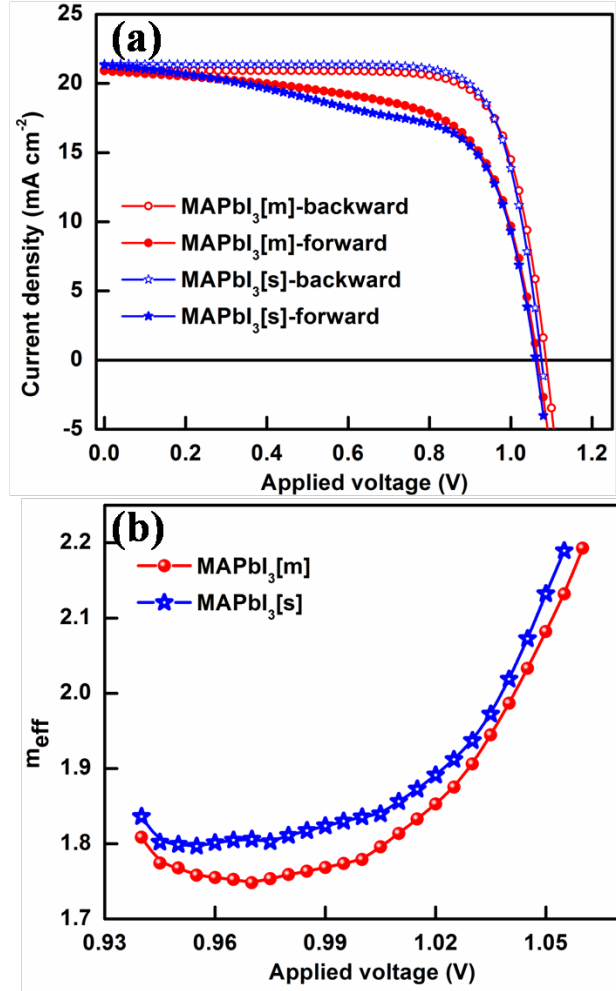 (a)
25
20
15
10
5
0
-5
Current density (mA cm⁻²)
MAPbI₃[m]-backward
MAPbI₃[m]-forward
MAPbI₃[s]-backward
MAPbI₃[s]-forward
0.0 0.2 0.4 0.6 0.8 1.0 1.2
Applied voltage (V)
(b)
2.2
2.1
2.0
1.9
1.8
1.7
m_eff
MAPbI₃[m]
MAPbI₃[s]
0.93 0.96 0.99 1.02 1.05
Applied voltage (V)